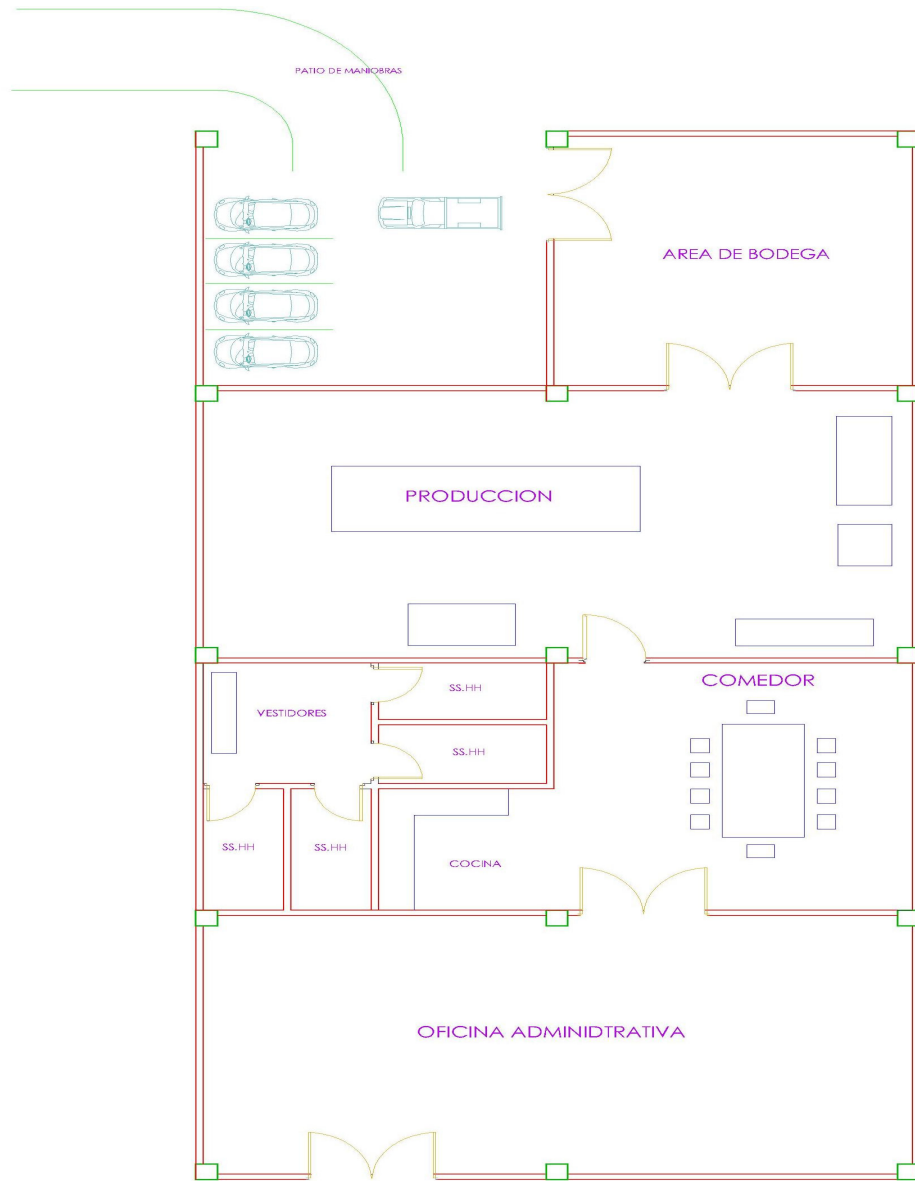 PATIO DE MANIOBRAS
AREA DE BODEGA
PRODUCCION
COMEDOR
SS.HH
VESTIDORES
SS.HH
SS.HH
SS.HH
COCINA
OFICINA ADMINIDTRATIVA